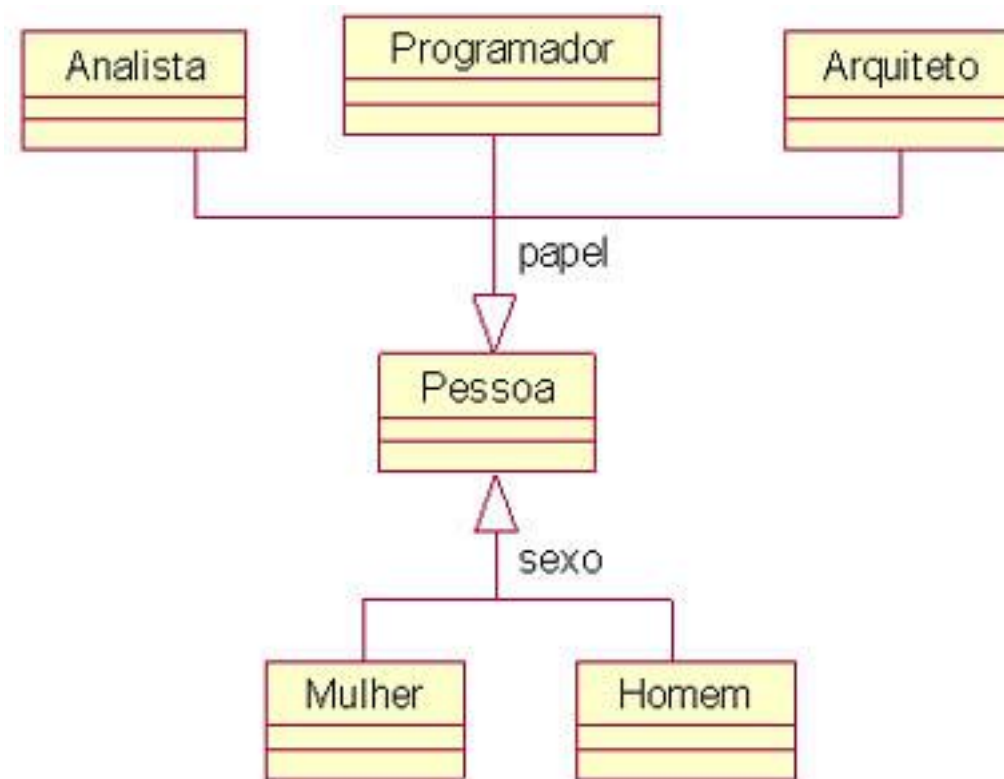 Analista
Programador
Arquiteto
papel
Pessoa
sexo
Mulher
Homem